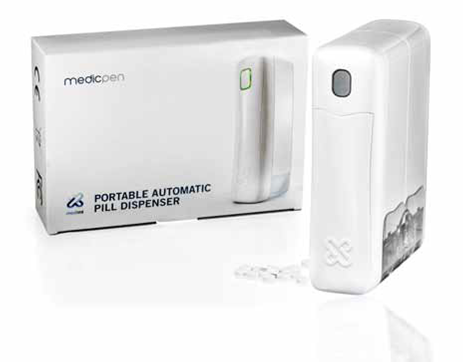 medicpen
PORTABLE AUTOMATIC
PILL DISPENSER